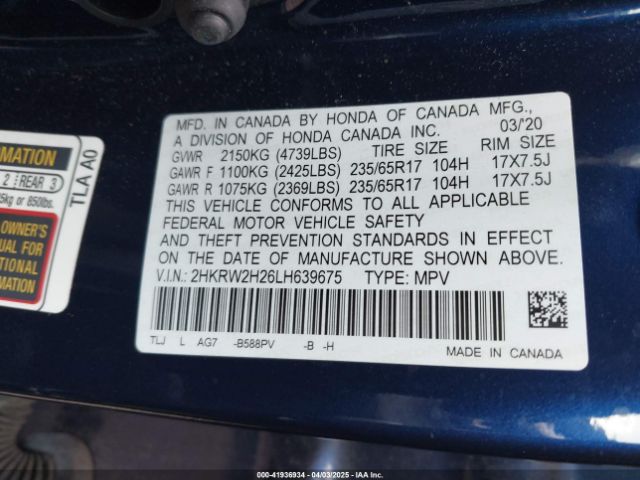 MFD. IN CANADA BY HONDA OF CANADA MFG.,
A DIVISION OF HONDA CANADA INC. 03/'20
GVWR 2150KG (4739LBS) TIRE SIZE RIM SIZE
GAWR F 1100KG (2425LBS) 235/65R17 104H 17X7.5J
GAWR R 1075KG (2369LBS) 235/65R17 104H 17X7.5J
THIS VEHICLE CONFORMS TO ALL APPLICABLE
FEDERAL MOTOR VEHICLE SAFETY
AND THEFT PREVENTION STANDARDS IN EFFECT
ON THE DATE OF MANUFACTURE SHOWN ABOVE.
V.I.N.: 2HKRW2H26LH639675 TYPE: MPV
TLJ L AG7 -B588PV -B -H
MADE IN CANADA
MATION
2 REAR 3
5kg or 850lbs.
OWNER'S
UAL FOR
TIONAL
RMATION
TLA A0
000-41936934 - 04/03/2025 - IAA Inc.